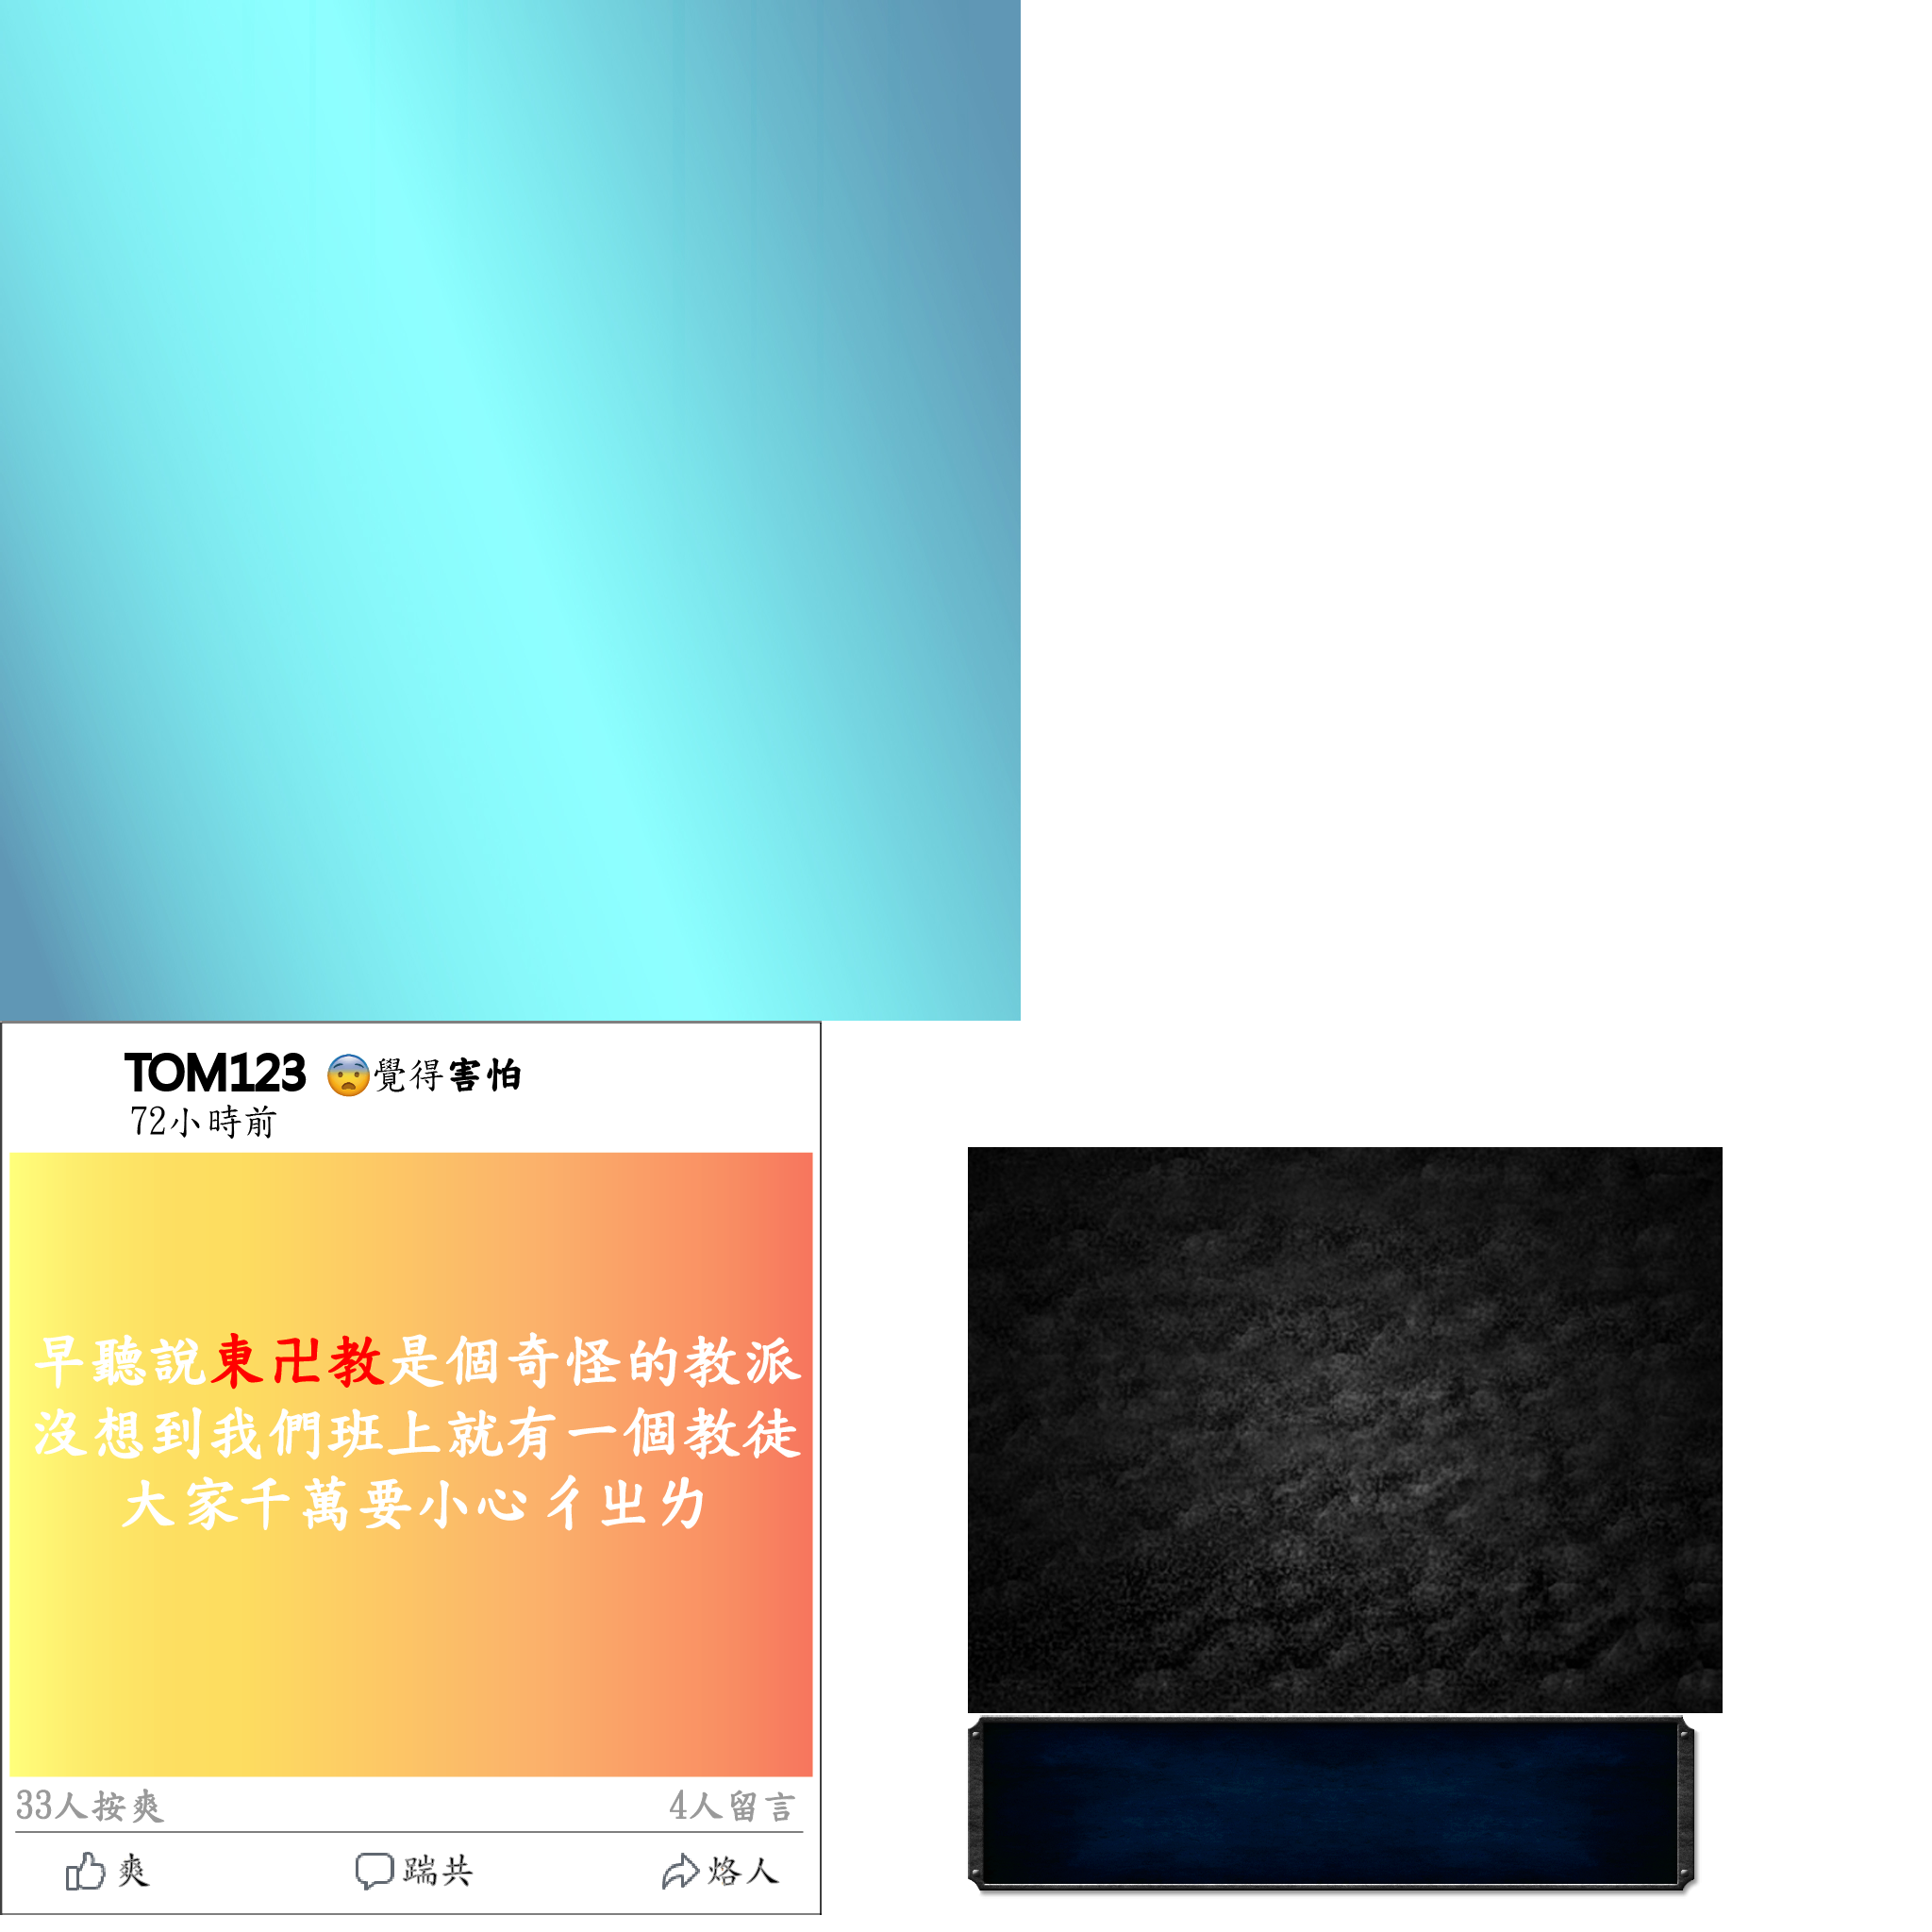 TOM123 😨覺得害怕
72小時前
早聽說東卍教是個奇怪的教派
沒想到我們班上就有一個教徒
大家千萬要小心ㄔㄓㄌ
33人按爽 4人留言
爽 踹共 烙人